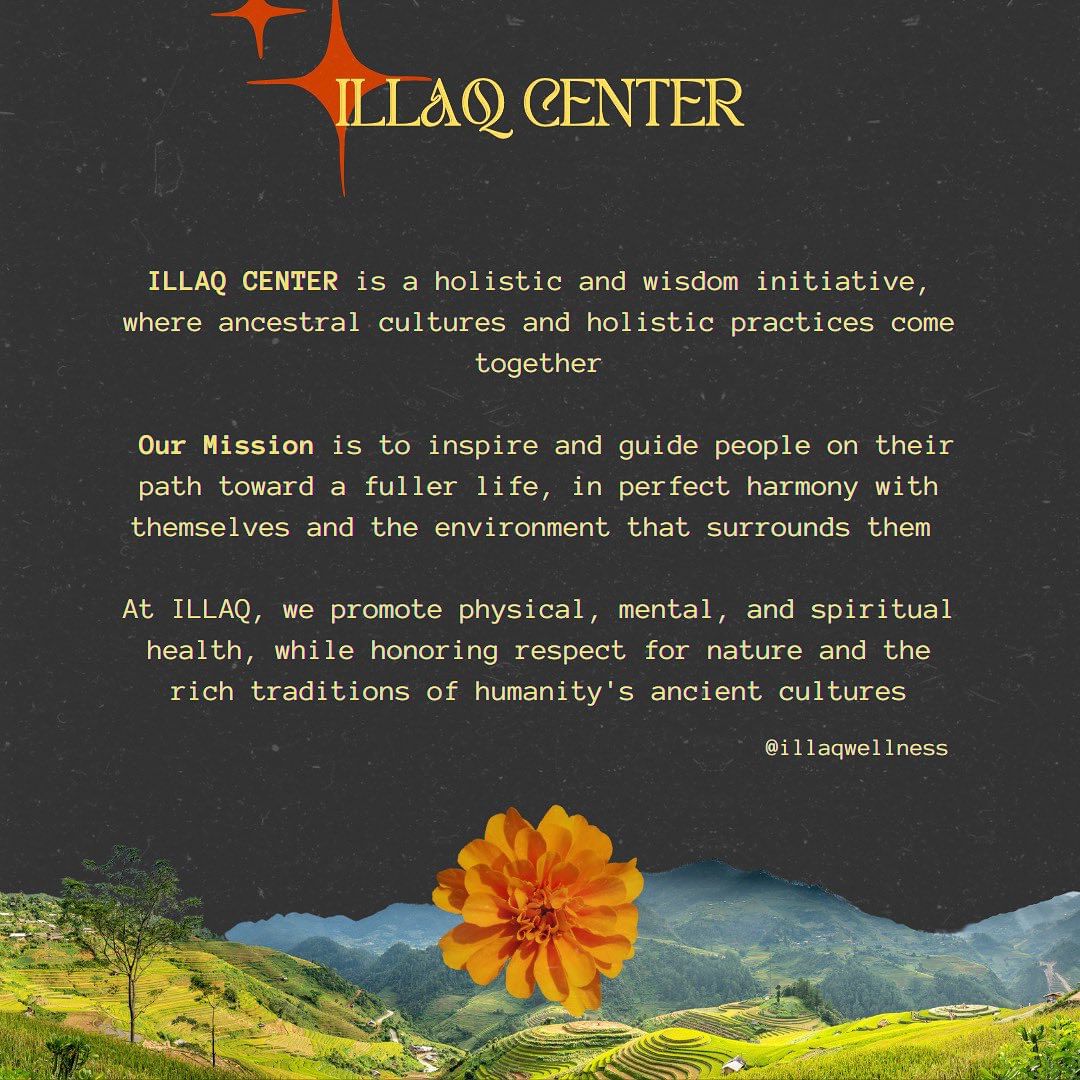 ILLAQ CENTER
ILLAQ CENTER is a holistic and wisdom initiative,
where ancestral cultures and holistic practices come
together
Our Mission is to inspire and guide people on their
path toward a fuller life, in perfect harmony with
themselves and the environment that surrounds them
At ILLAQ, we promote physical, mental, and spiritual
health, while honoring respect for nature and the
rich traditions of humanity's ancient cultures
@illaqwellness